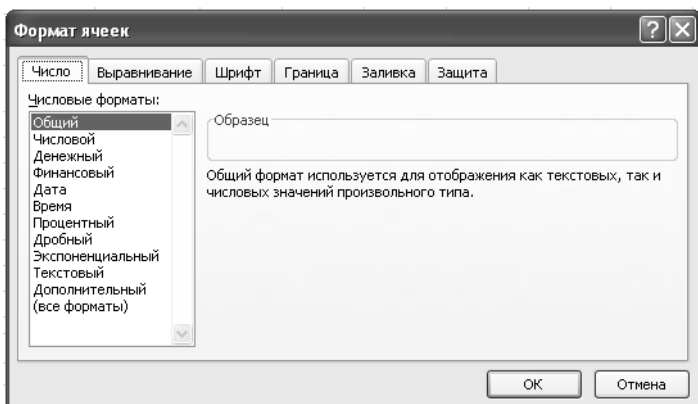 Формат ячеек
Число Выравнивание Шрифт Граница Заливка Защита
Числовые форматы:
Общий
Числовой
Денежный
Финансовый
Дата
Время
Процентный
Дробный
Экспоненциальный
Текстовый
Дополнительный
(все форматы)
Образец
Общий формат используется для отображения как текстовых, так и
числовых значений произвольного типа.
ОК Отмена